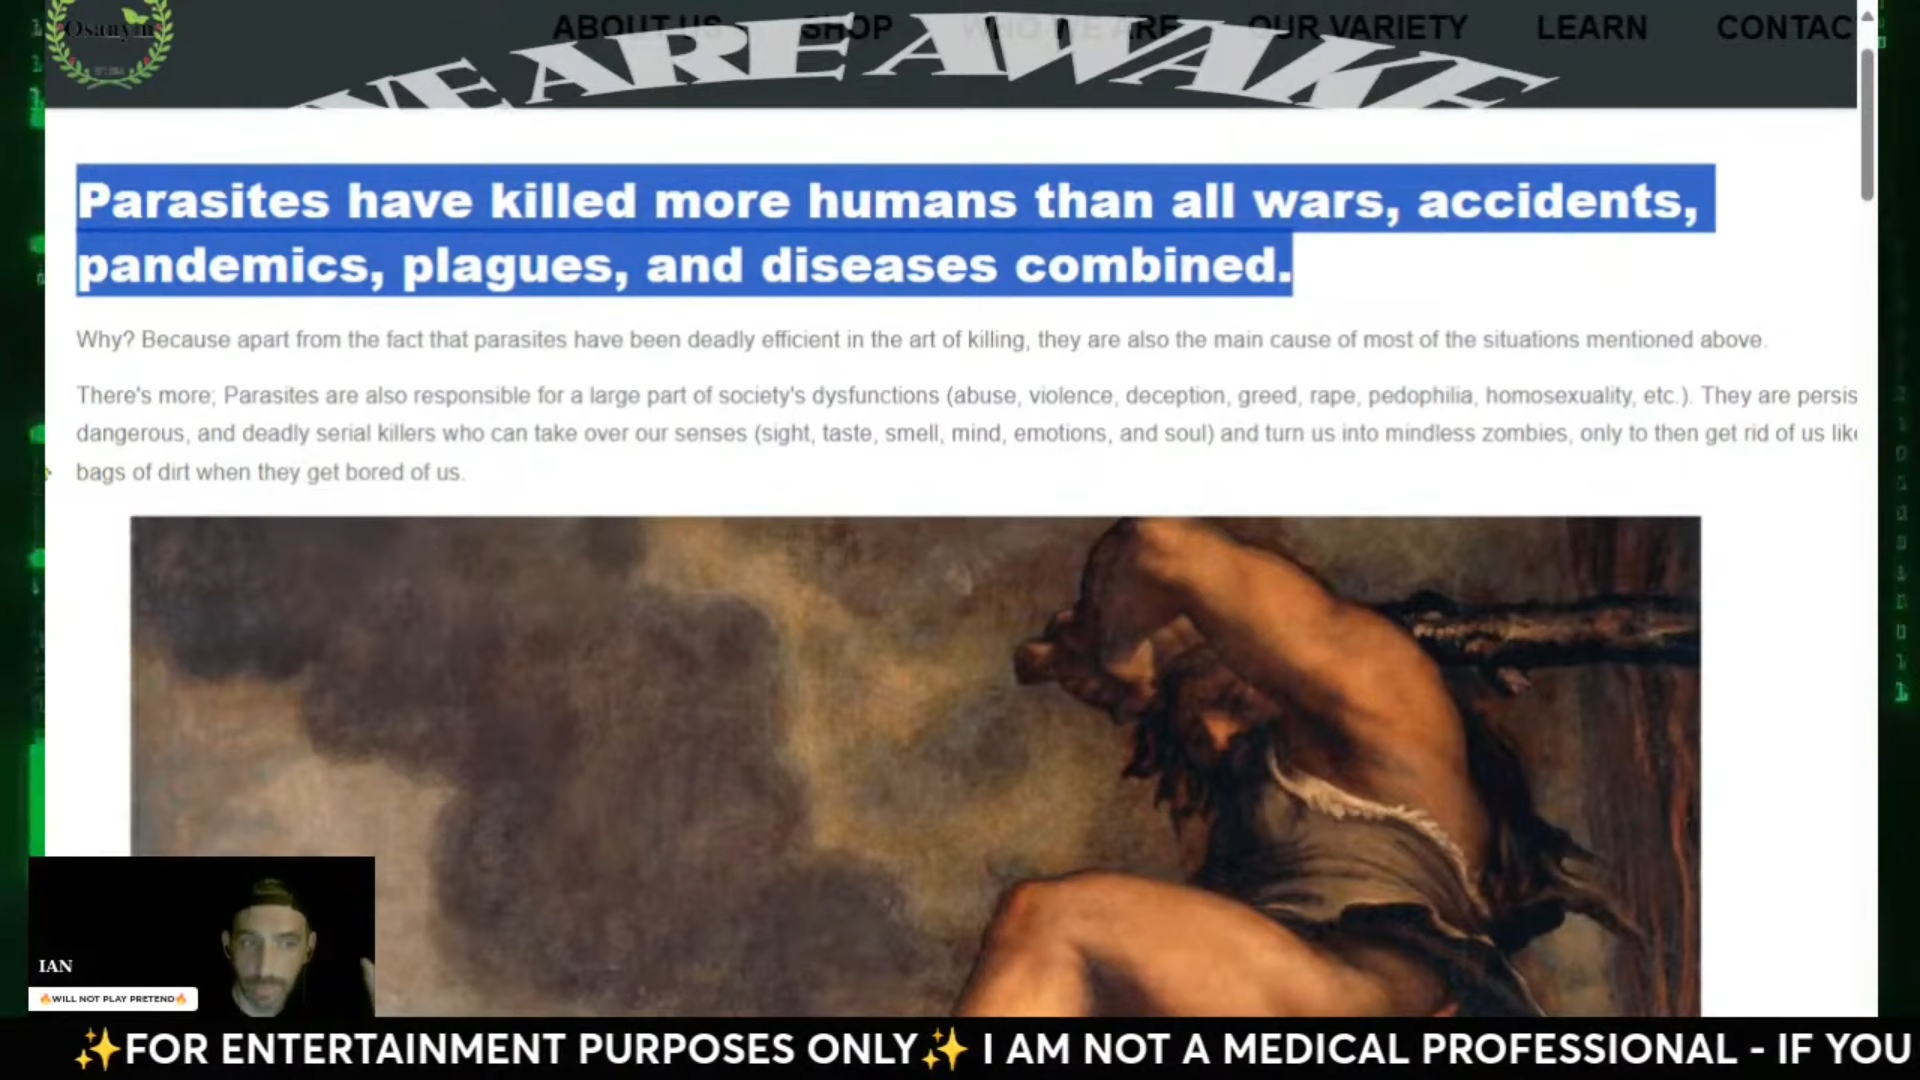 Osanyin
ABOUT US SHOP WHO WE ARE OUR VARIETY LEARN CONTAC
WE ARE AWAKE
Parasites have killed more humans than all wars, accidents,
pandemics, plagues, and diseases combined.
Why? Because apart from the fact that parasites have been deadly efficient in the art of killing, they are also the main cause of most of the situations mentioned above.
There's more; Parasites are also responsible for a large part of society's dysfunctions (abuse, violence, deception, greed, rape, pedophilia, homosexuality, etc.). They are persis
dangerous, and deadly serial killers who can take over our senses (sight, taste, smell, mind, emotions, and soul) and turn us into mindless zombies, only to then get rid of us lik
bags of dirt when they get bored of us.
IAN
🔥WILL NOT PLAY PRETEND🔥
✨FOR ENTERTAINMENT PURPOSES ONLY✨ I AM NOT A MEDICAL PROFESSIONAL - IF YOU